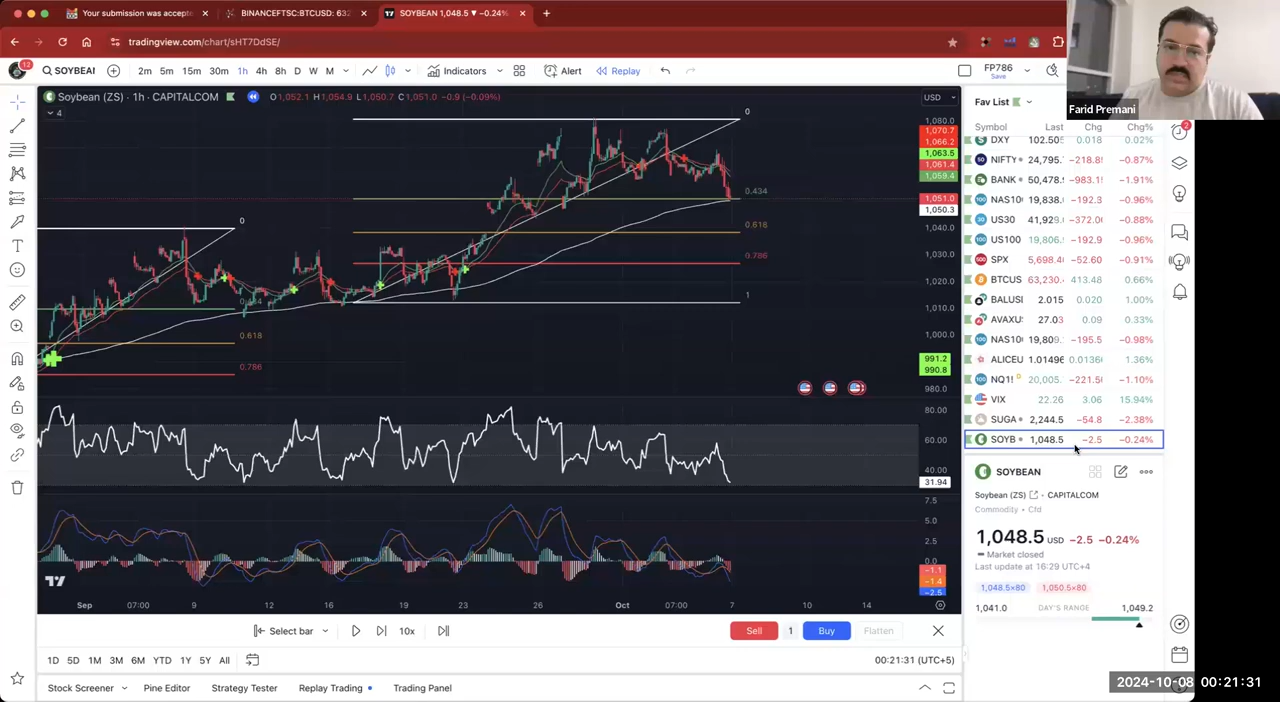 Your submission was accepte
BINANCEFTSC:BTCUSD: 632
SOYBEAN 1,048.5 ▼ −0.24%
tradingview.com/chart/sHT7DdSE/
12
SOYBEAI
2m 5m 15m 30m 1h 4h 8h D W M
Indicators
Alert
Replay
FP786
Save
Farid Premani
Soybean (ZS) · 1h · CAPITALCOM
O1,052.1 H1,054.9 L1,050.7 C1,051.0 −0.9 (−0.09%)
USD
4
1,080.0
1,070.7
1,066.2
1,063.5
1,061.4
1,059.4
1,051.0
1,050.3
1,040.0
1,030.0
1,020.0
1,010.0
1,000.0
991.2
990.8
980.0
0
0.434
0.616
0.786
1
0
0.618
0.786
80.00
60.00
40.00
31.94
7.5
5.0
2.5
0.0
−1.1
−1.4
−2.5
Sep 07:00 9 12 16 19 23 26 Oct 07:00 7 10 14
Fav List
Symbol Last Chg Chg%
DXY 102.505 0.018 0.02%
NIFTY 24,795. −218.8 −0.87%
BANK 50,478. −983.1 −1.91%
NAS10 19,838. −192.3 −0.96%
US30 41,929. −372.0 −0.88%
US100 19,806. −192.9 −0.96%
SPX 5,698.4 −52.60 −0.91%
BTCUS 63,230. 413.48 0.66%
BALUSI 2.015 0.020 1.00%
AVAXU: 27.03 0.09 0.33%
NAS10 19,809. −195.5 −0.98%
ALICEU 1.01496 0.0136 1.36%
NQ1! 20,005. −221.5 −1.10%
VIX 22.26 3.06 15.94%
SUGA 2,244.5 −54.8 −2.38%
SOYB 1,048.5 −2.5 −0.24%
SOYBEAN
Soybean (ZS) · CAPITALCOM
Commodity • Cfd
1,048.5 USD −2.5 −0.24%
Market closed
Last update at 16:29 UTC+4
1,048.5×80 1,050.5×80
1,041.0 DAY'S RANGE 1,049.2
2
Select bar
10x
Sell 1 Buy Flatten
1D 5D 1M 3M 6M YTD 1Y 5Y All
00:21:31 (UTC+5)
Stock Screener Pine Editor Strategy Tester Replay Trading Trading Panel
2024-10-08 00:21:31